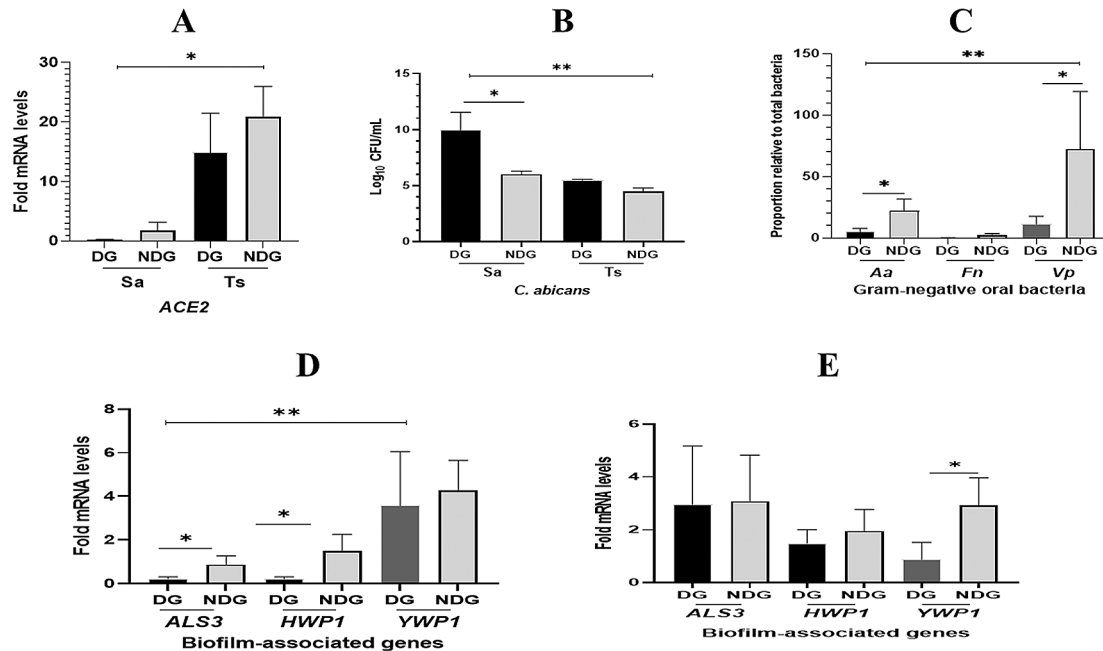 A
Fold mRNA levels
30
20
10
0
*
DG NDG DG NDG
Sa Ts
ACE2
B
Log10 CFU/mL
15
10
5
0
**
*
DG NDG DG NDG
Sa Ts
C. abicans
C
Proportion relative to total bacteria
150
100
50
0
**
*
*
DG NDG DG NDG DG NDG
Aa Fn Vp
Gram-negative oral bacteria
D
Fold mRNA levels
8
6
4
2
0
**
*
*
DG NDG DG NDG DG NDG
ALS3 HWP1 YWP1
Biofilm-associated genes
E
Fold mRNA levels
6
4
2
0
*
DG NDG DG NDG DG NDG
ALS3 HWP1 YWP1
Biofilm-associated genes